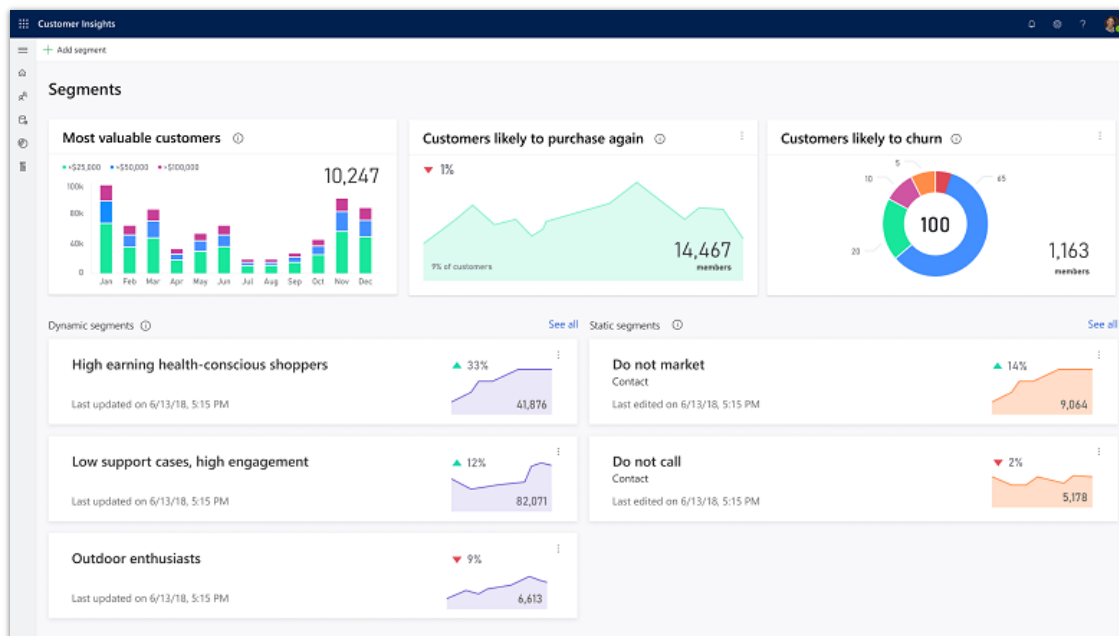 Customer Insights
?
Add segment
Segments
Most valuable customers
>$25,000 >$50,000 >$100,000
10,247
100k
80k
60k
0
Jan Feb Mar Apr May Jun Jul Aug Sep Oct Nov Dec
Customers likely to purchase again
1%
14,467
members
9% of customers
Customers likely to churn
5
10
65
20
100
1,163
members
Dynamic segments
See all
High earning health-conscious shoppers
33%
Last updated on 6/13/18, 5:15 PM
41,876
Low support cases, high engagement
12%
Last updated on 6/13/18, 5:15 PM
82,071
Outdoor enthusiasts
9%
Last updated on 6/13/18, 5:15 PM
6,613
Static segments
See all
Do not market
Contact
14%
Last edited on 6/13/18, 5:15 PM
9,064
Do not call
Contact
2%
Last edited on 6/13/18, 5:15 PM
5,178